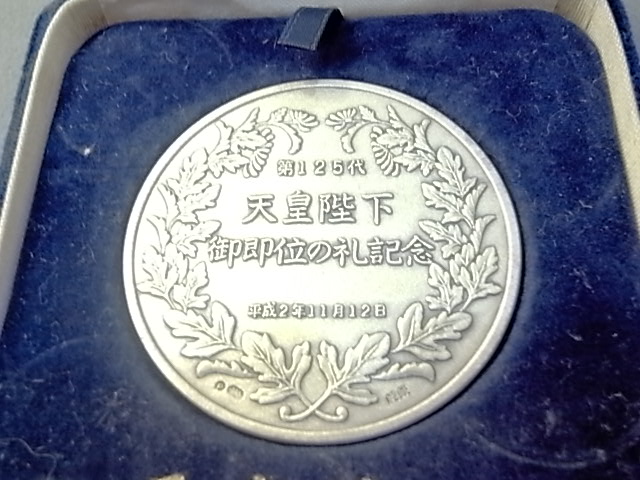 第125代
天皇陛下
御即位の礼記念
平成2年11月12日